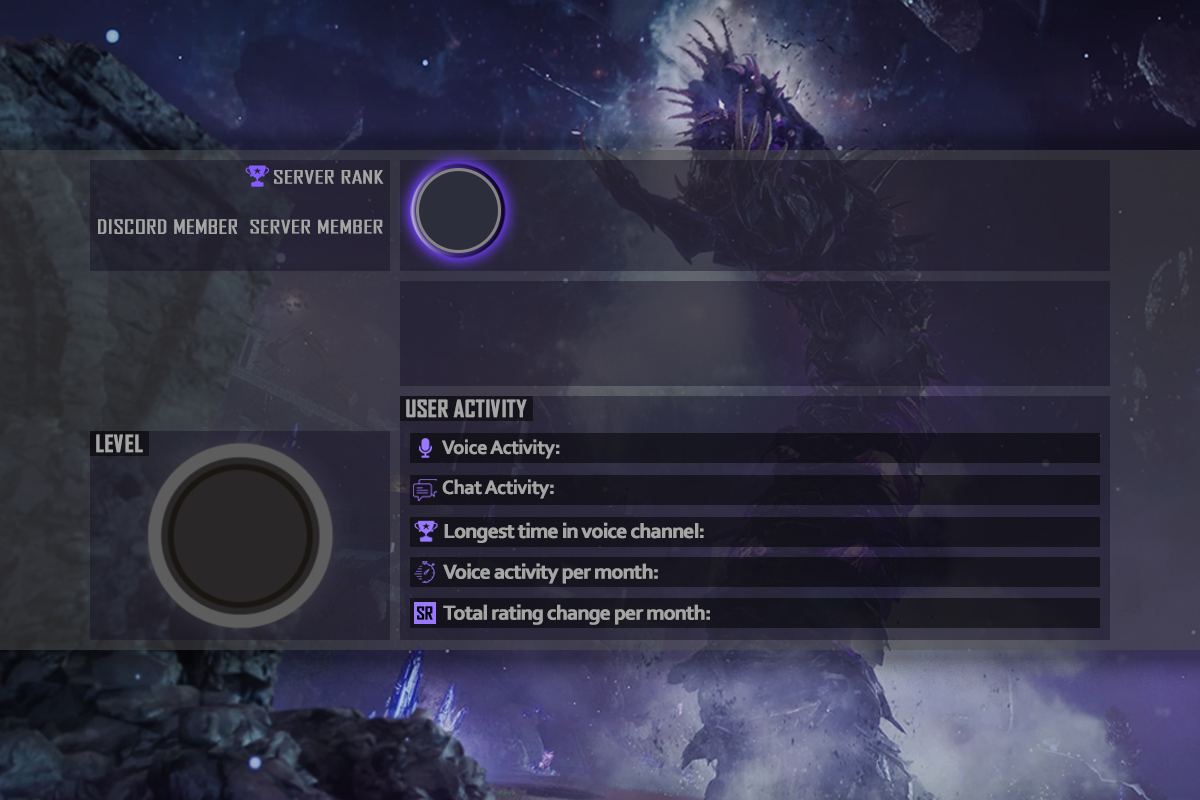 SERVER RANK
DISCORD MEMBER SERVER MEMBER
USER ACTIVITY
LEVEL
Voice Activity:
Chat Activity:
Longest time in voice channel:
Voice activity per month:
SR Total rating change per month: